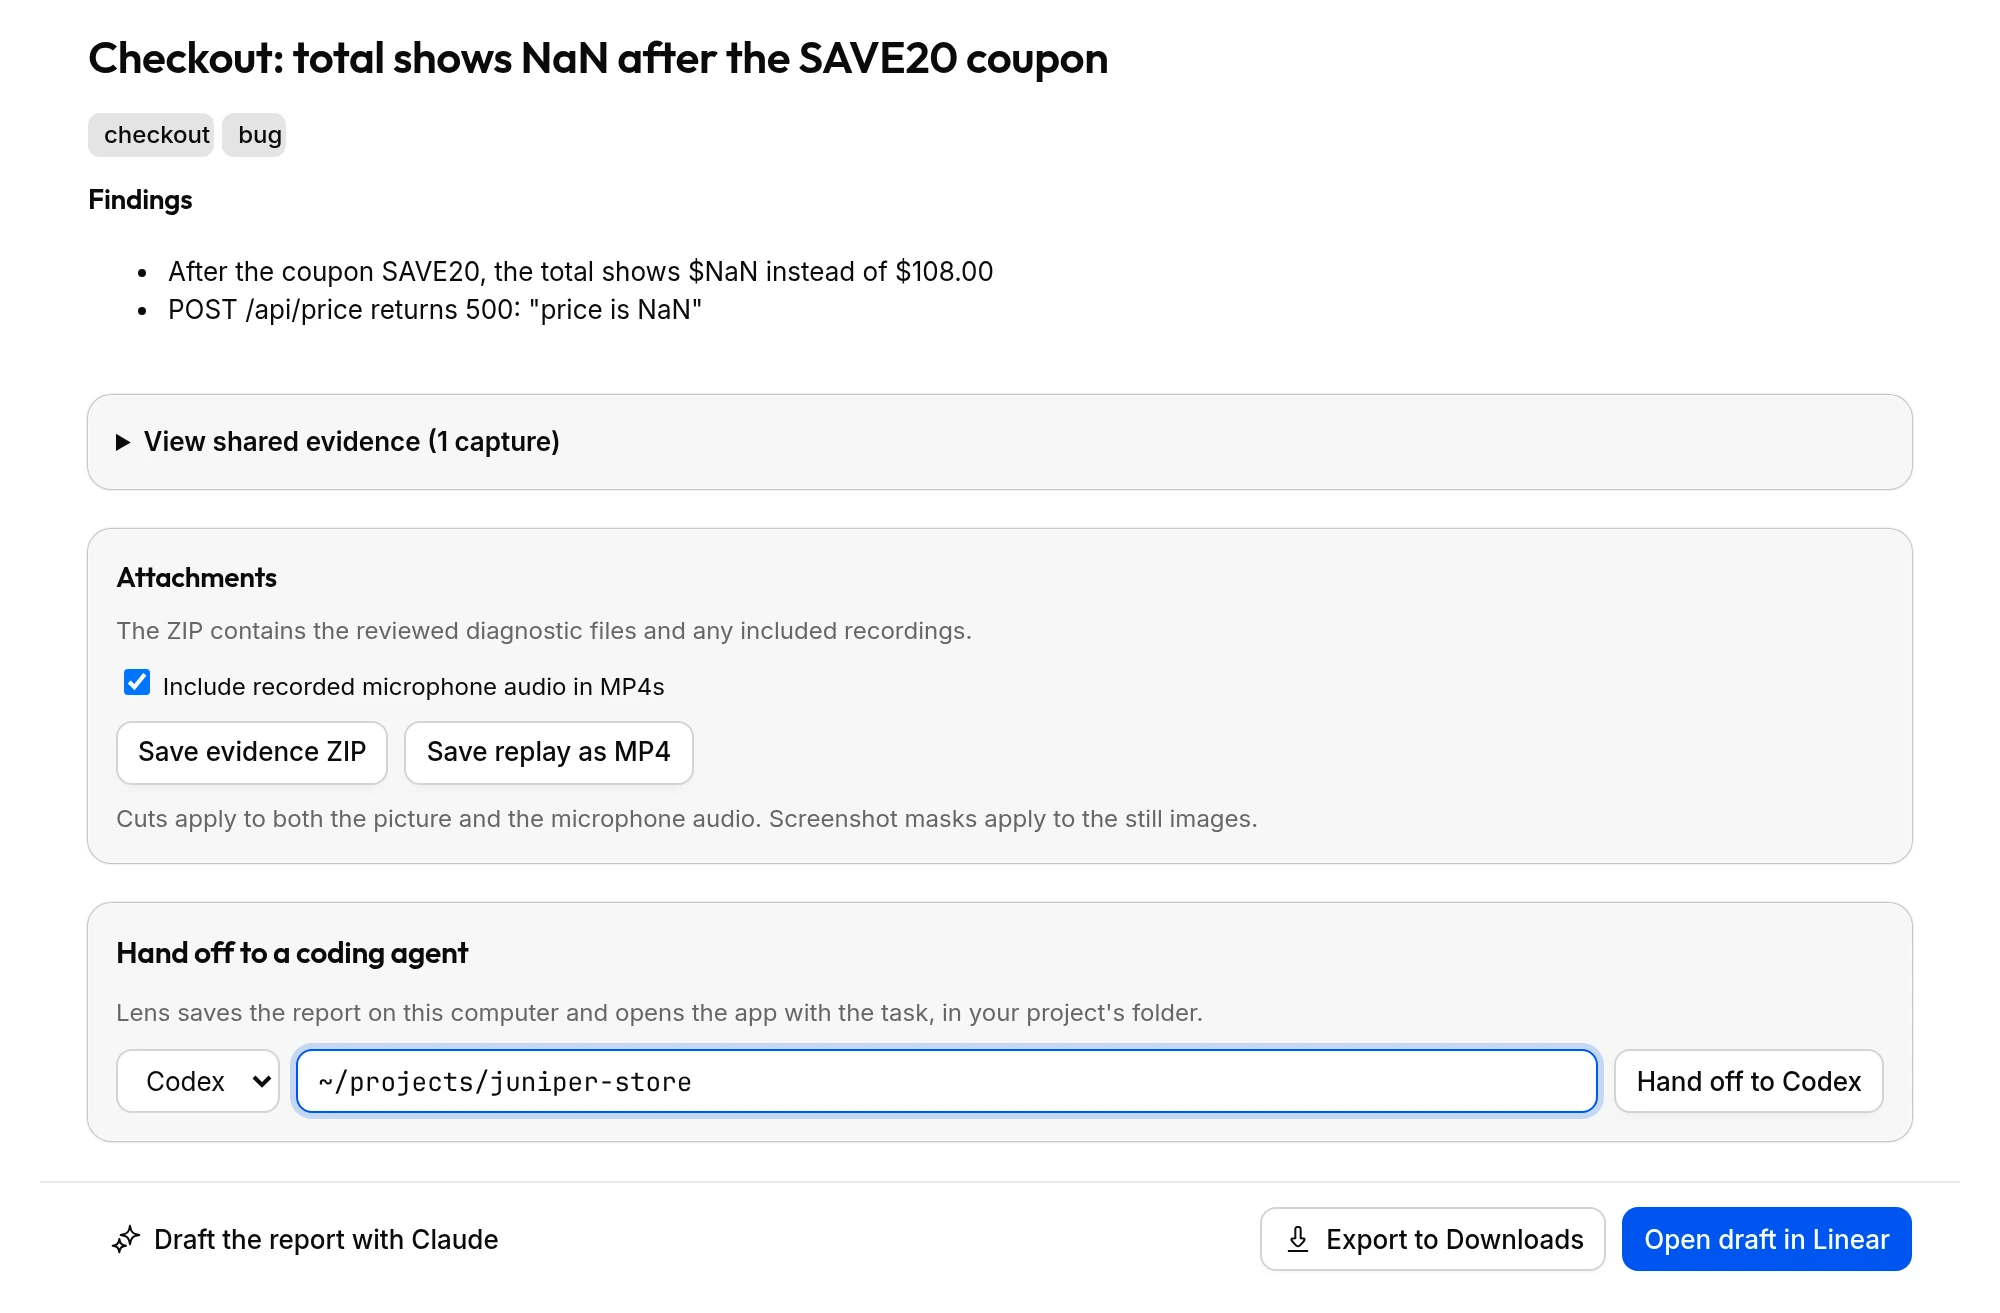 Checkout: total shows NaN after the SAVE20 coupon
checkout bug
Findings
After the coupon SAVE20, the total shows $NaN instead of $108.00
POST /api/price returns 500: "price is NaN"
View shared evidence (1 capture)
Attachments
The ZIP contains the reviewed diagnostic files and any included recordings.
Include recorded microphone audio in MP4s
Save evidence ZIP Save replay as MP4
Cuts apply to both the picture and the microphone audio. Screenshot masks apply to the still images.
Hand off to a coding agent
Lens saves the report on this computer and opens the app with the task, in your project's folder.
Codex ~/projects/juniper-store Hand off to Codex
Draft the report with Claude Export to Downloads Open draft in Linear